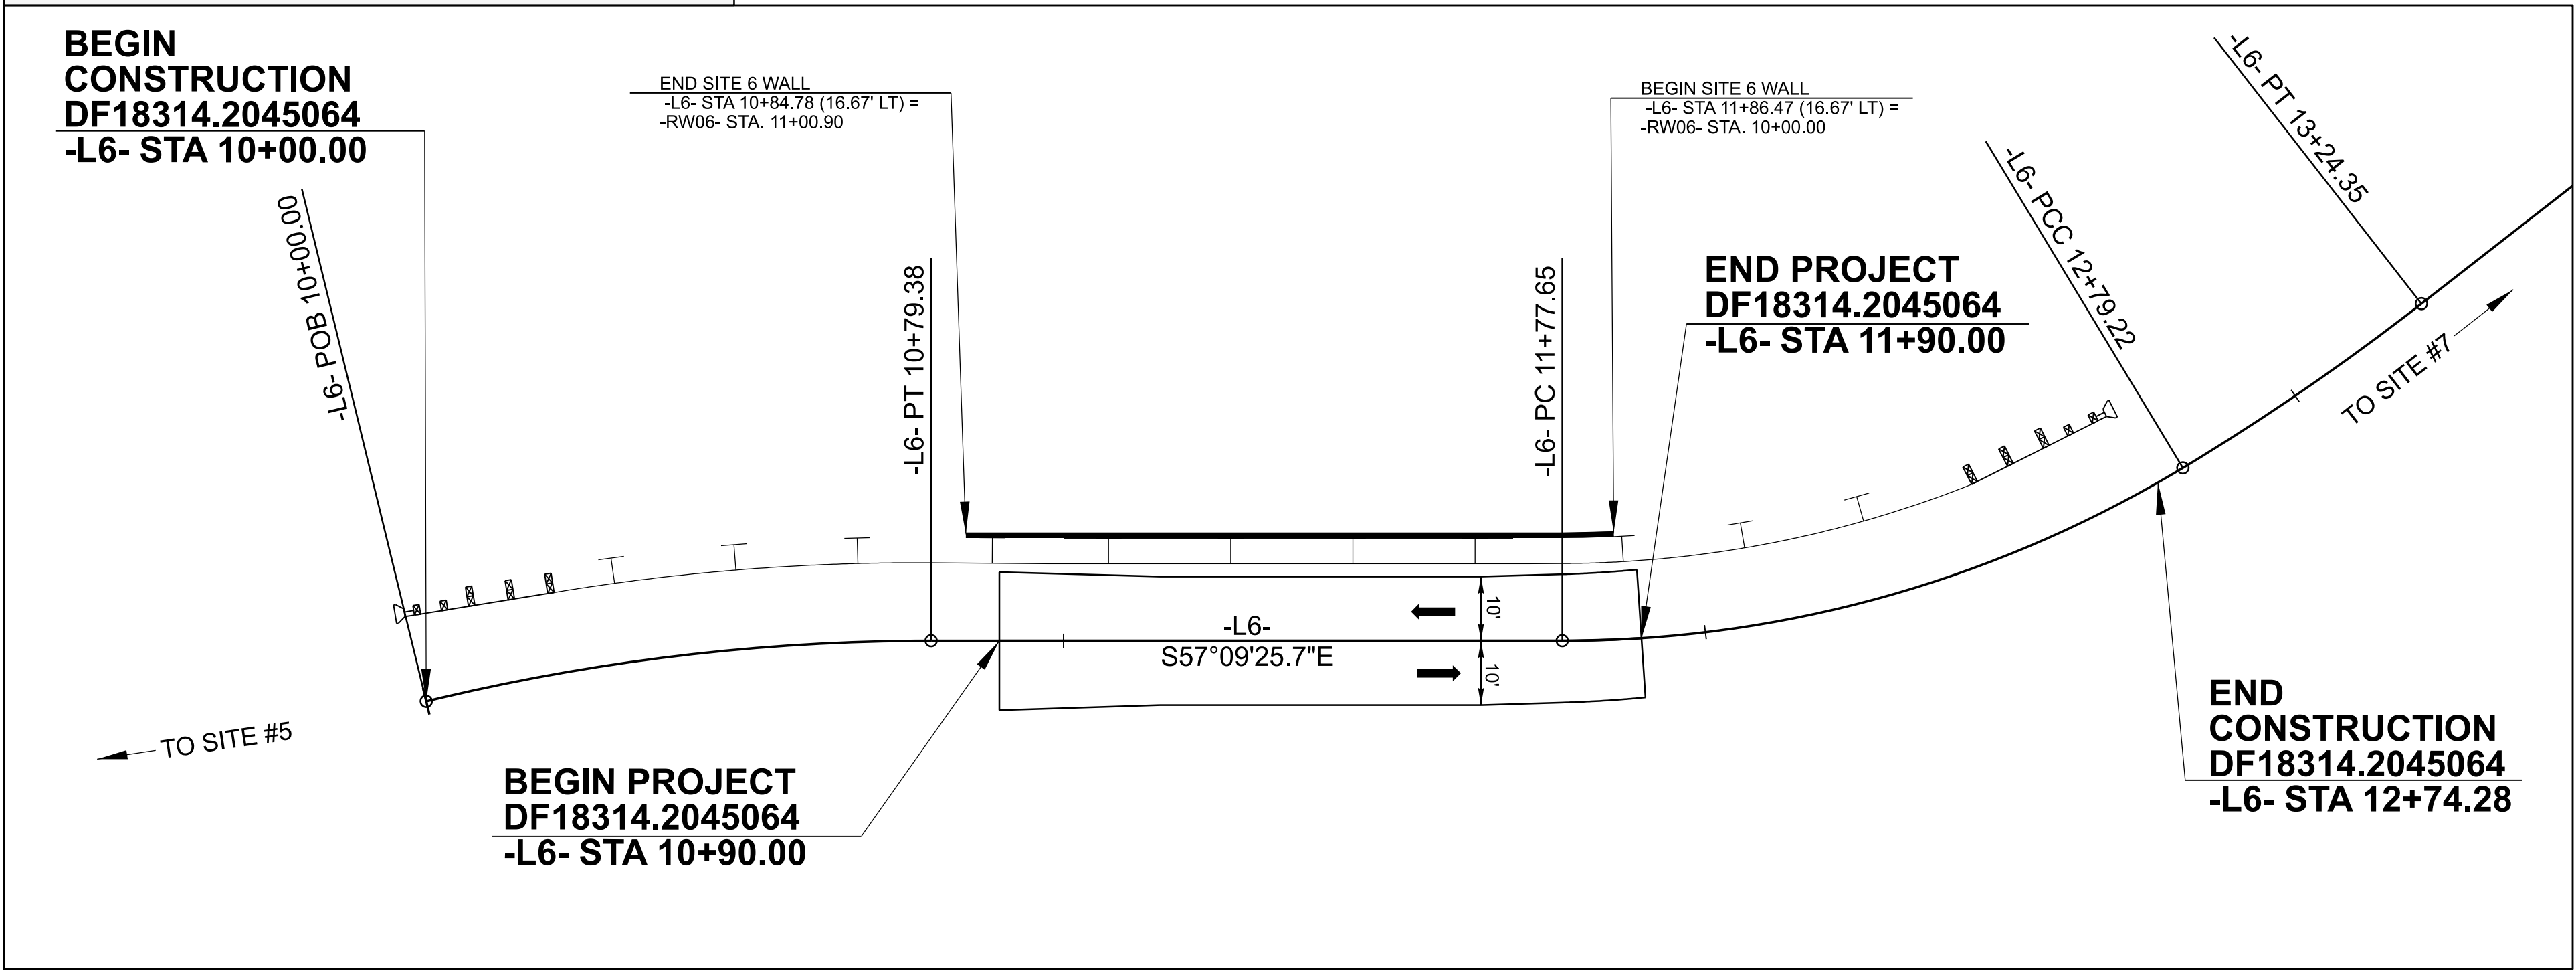 BEGIN
CONSTRUCTION
DF18314.2045064
-L6- STA 10+00.00
END SITE 6 WALL
-L6- STA 10+84.78 (16.67' LT) =
-RW06- STA. 11+00.90
BEGIN SITE 6 WALL
-L6- STA 11+86.47 (16.67' LT) =
-RW06- STA. 10+00.00
-L6- PT 13+24.35
-L6- PCC 12+79.22
-L6- POB 10+00.00
-L6- PT 10+79.38
-L6- PC 11+77.65
END PROJECT
DF18314.2045064
-L6- STA 11+90.00
TO SITE #7
10'
-L6-
S57°09'25.7"E
10'
TO SITE #5
BEGIN PROJECT
DF18314.2045064
-L6- STA 10+90.00
END
CONSTRUCTION
DF18314.2045064
-L6- STA 12+74.28